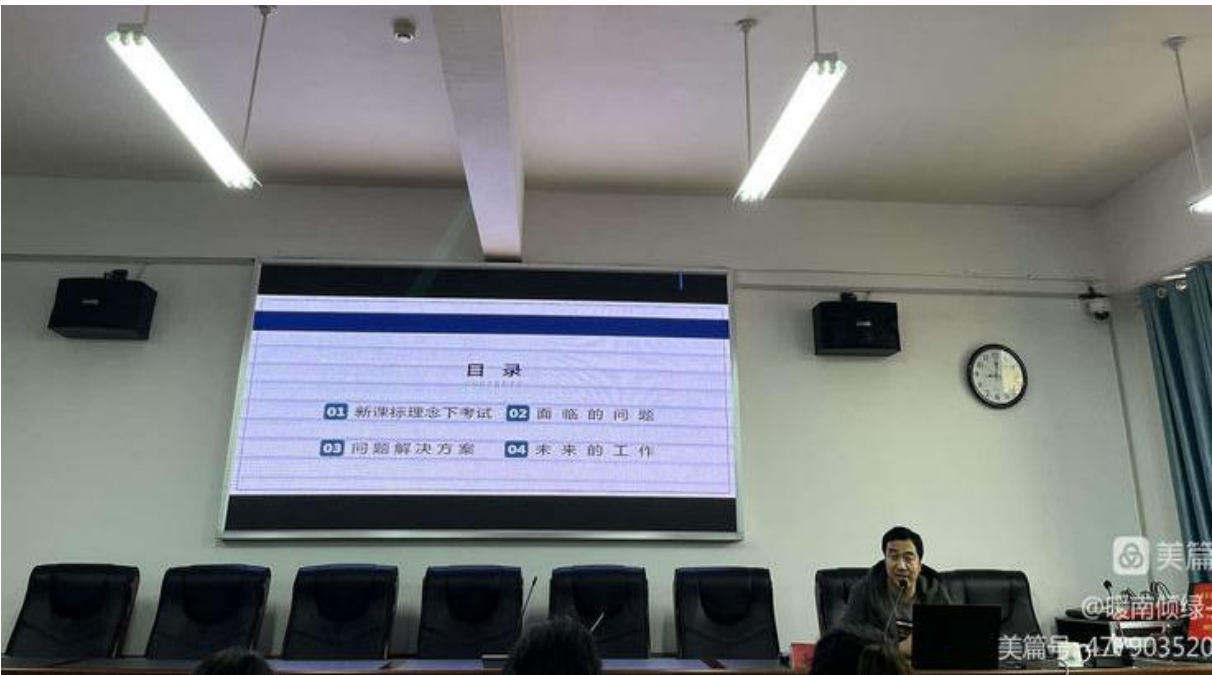 目 录
CONTENTS
01 新课标理念下考试 02 面临的问题
03 问题解决方案 04 未来的工作
美篇
@暖南倾绿
美篇号:47790352